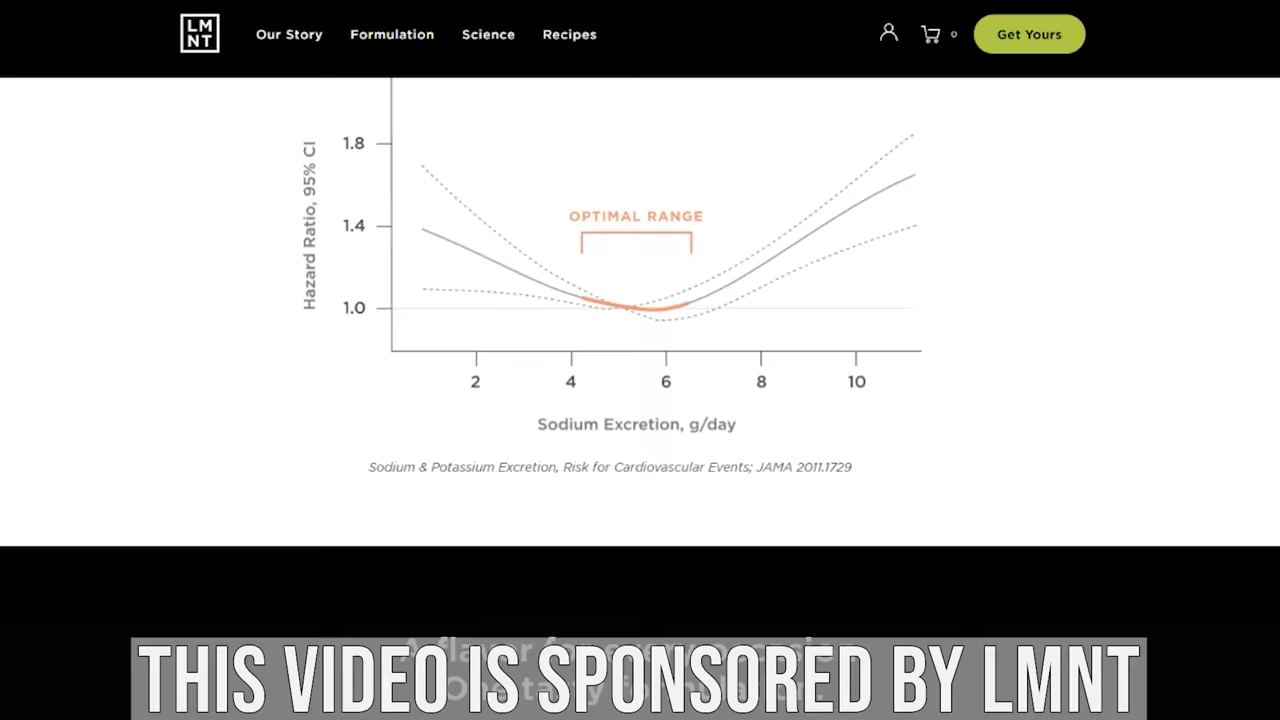 LM
NT
Our Story Formulation Science Recipes 0 Get Yours
Hazard Ratio, 95% CI
1.8
1.4
1.0
OPTIMAL RANGE
2 4 6 8 10
Sodium Excretion, g/day
Sodium & Potassium Excretion, Risk for Cardiovascular Events; JAMA 2011.1729
THIS VIDEO IS SPONSORED BY LMNT